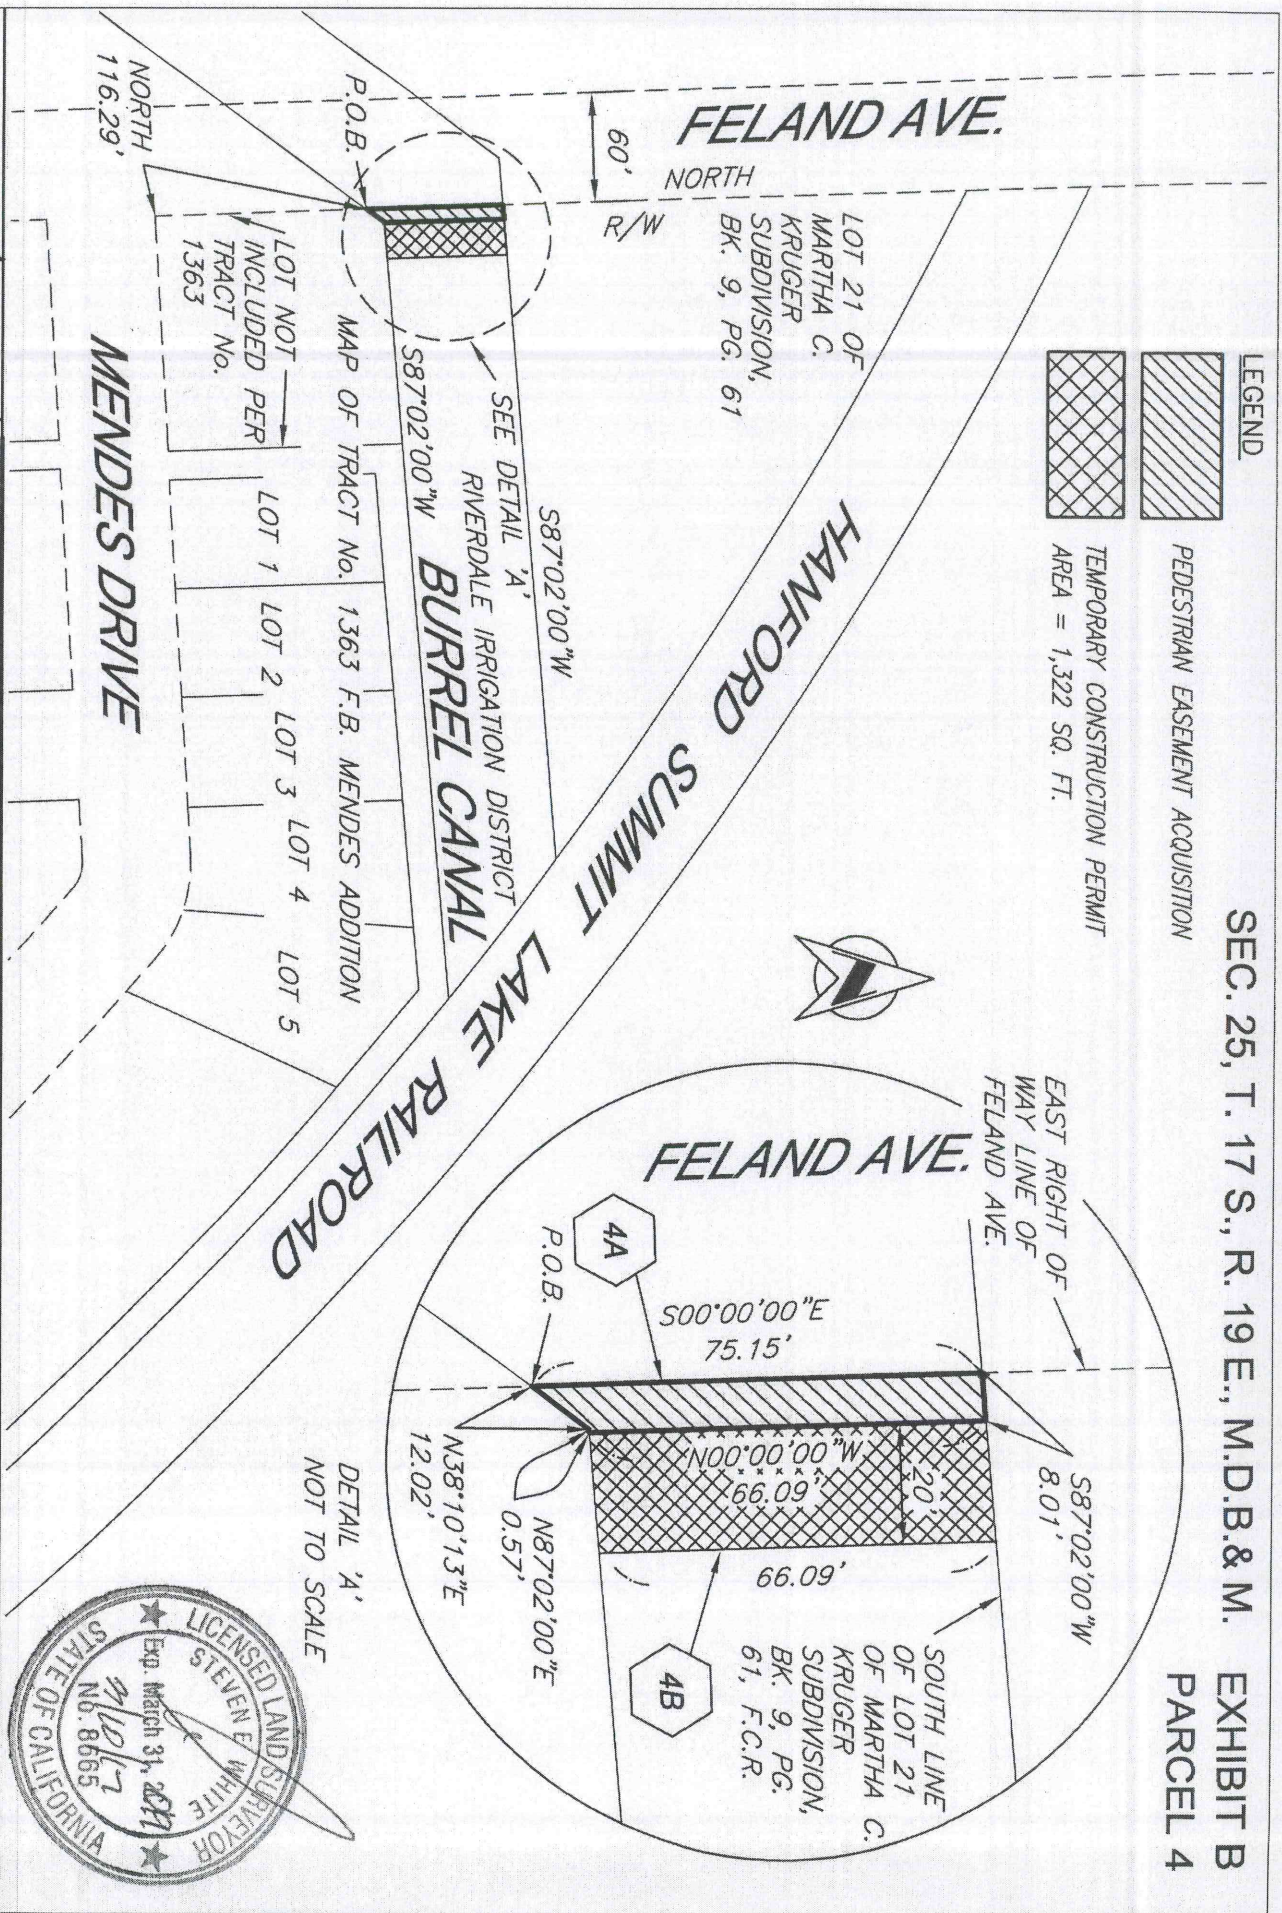 SEC. 25, T. 17 S., R. 19 E., M.D.B.& M.
EXHIBIT B
PARCEL 4
LEGEND
PEDESTRIAN EASEMENT ACQUISITION
TEMPORARY CONSTRUCTION PERMIT
AREA = 1,322 SQ. FT.
FELAND AVE.
NORTH
60'
R/W
LOT 21 OF
MARTHA C.
KRUGER
SUBDIVISION,
BK. 9, PG. 61
HANFORD SUMMIT LAKE RAILROAD
P.O.B.
NORTH
116.29'
SEE DETAIL 'A'
S87°02'00"W
RIVERDALE IRRIGATION DISTRICT
BURREL CANAL
S87°02'00"W
MAP OF TRACT No. 1363 F.B. MENDES ADDITION
LOT NOT
INCLUDED PER
TRACT No.
1363
LOT 1
LOT 2
LOT 3
LOT 4
LOT 5
MENDES DRIVE
EAST RIGHT OF
WAY LINE OF
FELAND AVE.
FELAND AVE.
4A
P.O.B.
S00°00'00"E
75.15'
S87°02'00"W
8.01'
N00°00'00"W
66.09'
20'
66.09'
SOUTH LINE
OF LOT 21
OF MARTHA C.
KRUGER
SUBDIVISION,
BK. 9, PG.
61, F.C.R.
4B
N87°02'00"E
0.57'
N38°10'13"E
12.02'
DETAIL 'A'
NOT TO SCALE
LICENSED LAND SURVEYOR
STEVEN E. WHITE
Exp. March 31,
No. 8665
STATE OF CALIFORNIA